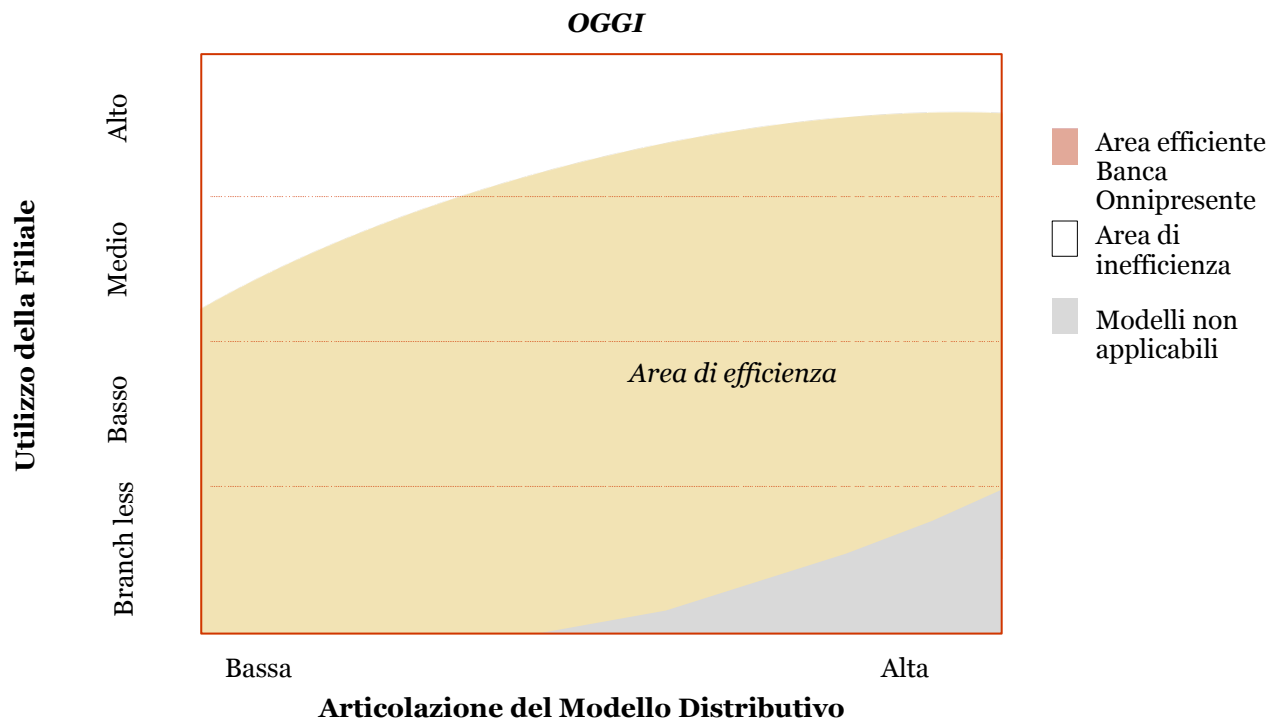 OGGI
Alto
Medio
Basso
Branch less
Utilizzo della Filiale
Area di efficienza
Bassa
Alta
Articolazione del Modello Distributivo
Area efficiente
Banca
Onnipresente
Area di
inefficienza
Modelli non
applicabili